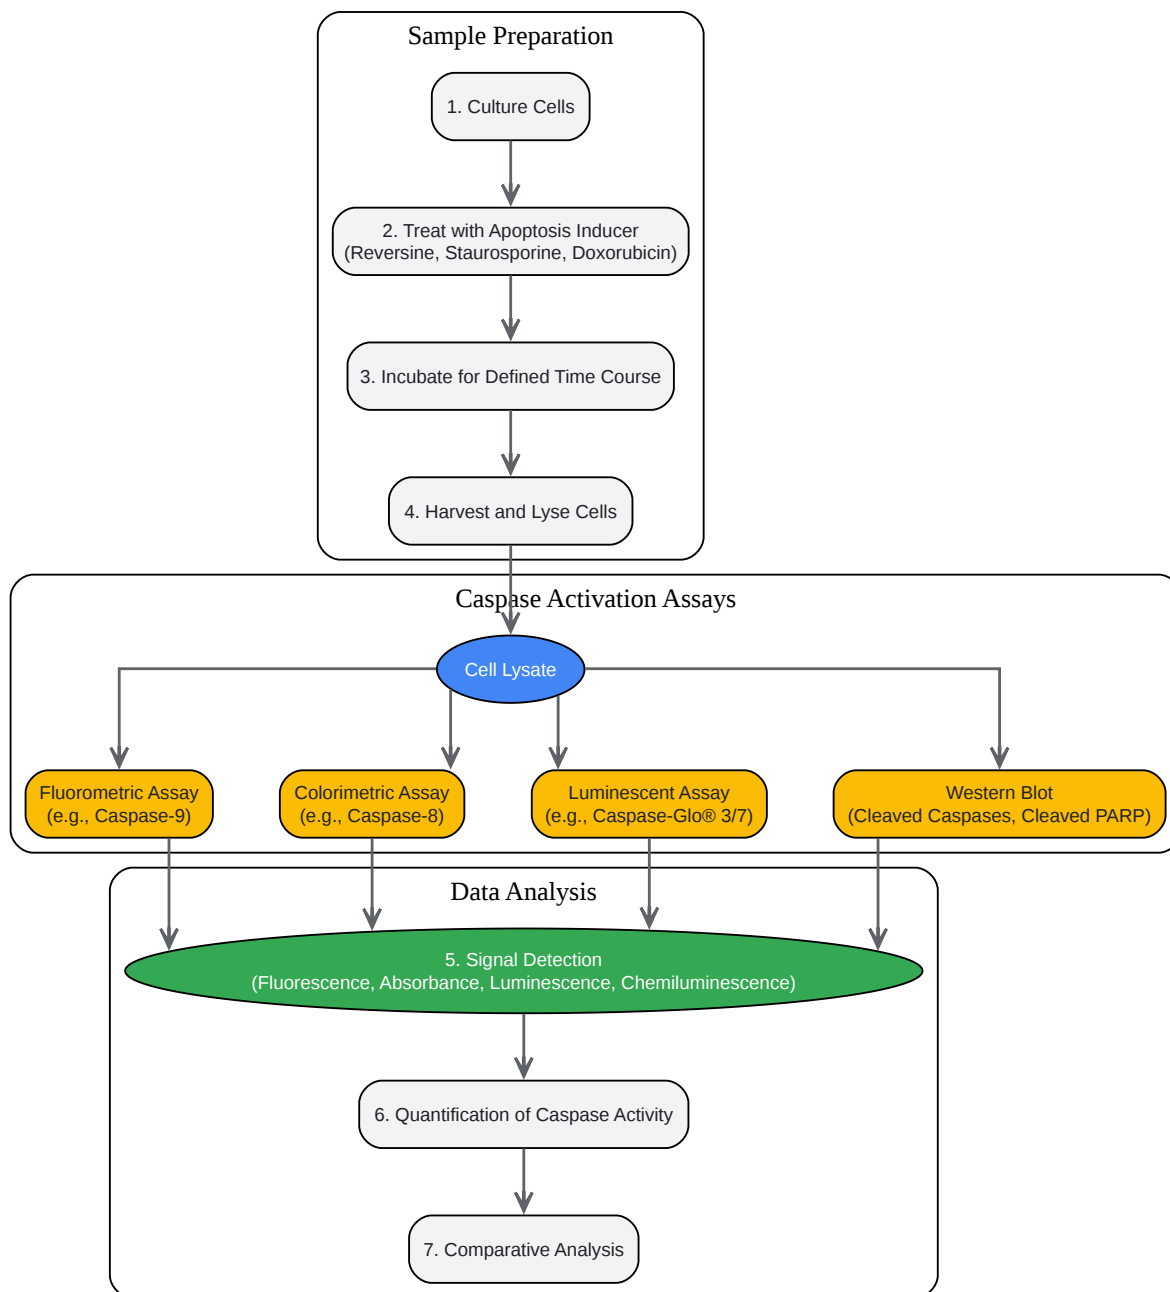 Sample Preparation
1. Culture Cells
2. Treat with Apoptosis Inducer
(Reversine, Staurosporine, Doxorubicin)
3. Incubate for Defined Time Course
4. Harvest and Lyse Cells
Caspase Activation Assays
Cell Lysate
Fluorometric Assay
(e.g., Caspase-9)
Colorimetric Assay
(e.g., Caspase-8)
Luminescent Assay
(e.g., Caspase-Glo® 3/7)
Western Blot
(Cleaved Caspases, Cleaved PARP)
Data Analysis
5. Signal Detection
(Fluorescence, Absorbance, Luminescence, Chemiluminescence)
6. Quantification of Caspase Activity
7. Comparative Analysis